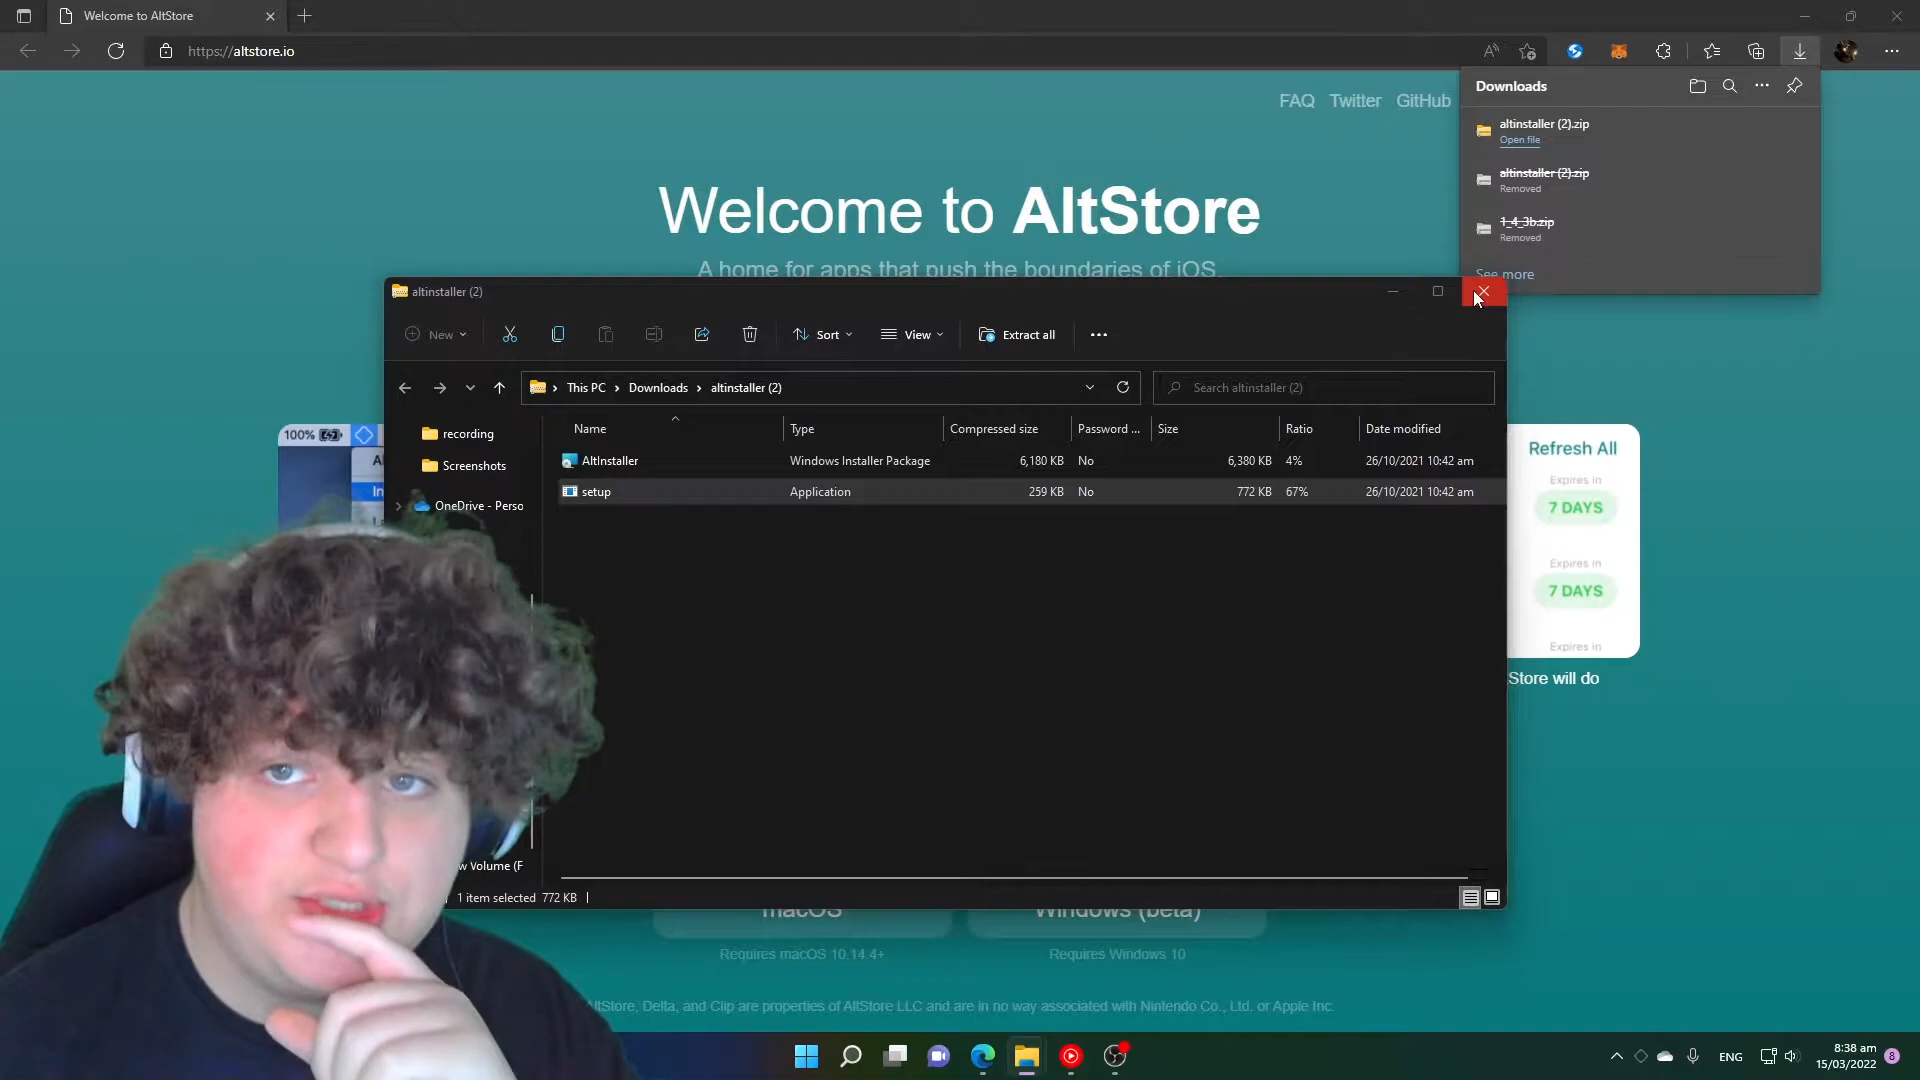 Welcome to AltStore
https://altstore.io
FAQ Twitter GitHub
Downloads
altinstaller (2).zip
Open file
altinstaller (2).zip
Removed
1_4_3b.zip
Removed
See more
Welcome to AltStore
A home for apps that push the boundaries of iOS.
altinstaller (2)
New
Sort
View
Extract all
This PC > Downloads > altinstaller (2)
Search altinstaller (2)
recording
Screenshots
OneDrive - Perso
Name Type Compressed size Password ... Size Ratio Date modified
AltInstaller Windows Installer Package 6,180 KB No 6,380 KB 4% 26/10/2021 10:42 am
setup Application 259 KB No 772 KB 67% 26/10/2021 10:42 am
w Volume (F
1 item selected 772 KB
100%
Refresh All
Expires in
7 DAYS
Expires in
7 DAYS
Expires in
Store will do
macOS
Windows (beta)
Requires macOS 10.14.4+
Requires Windows 10
ltStore, Delta, and Clip are properties of AltStore LLC and are in no way associated with Nintendo Co., Ltd. or Apple Inc.
ENG
8:38 am
15/03/2022
8